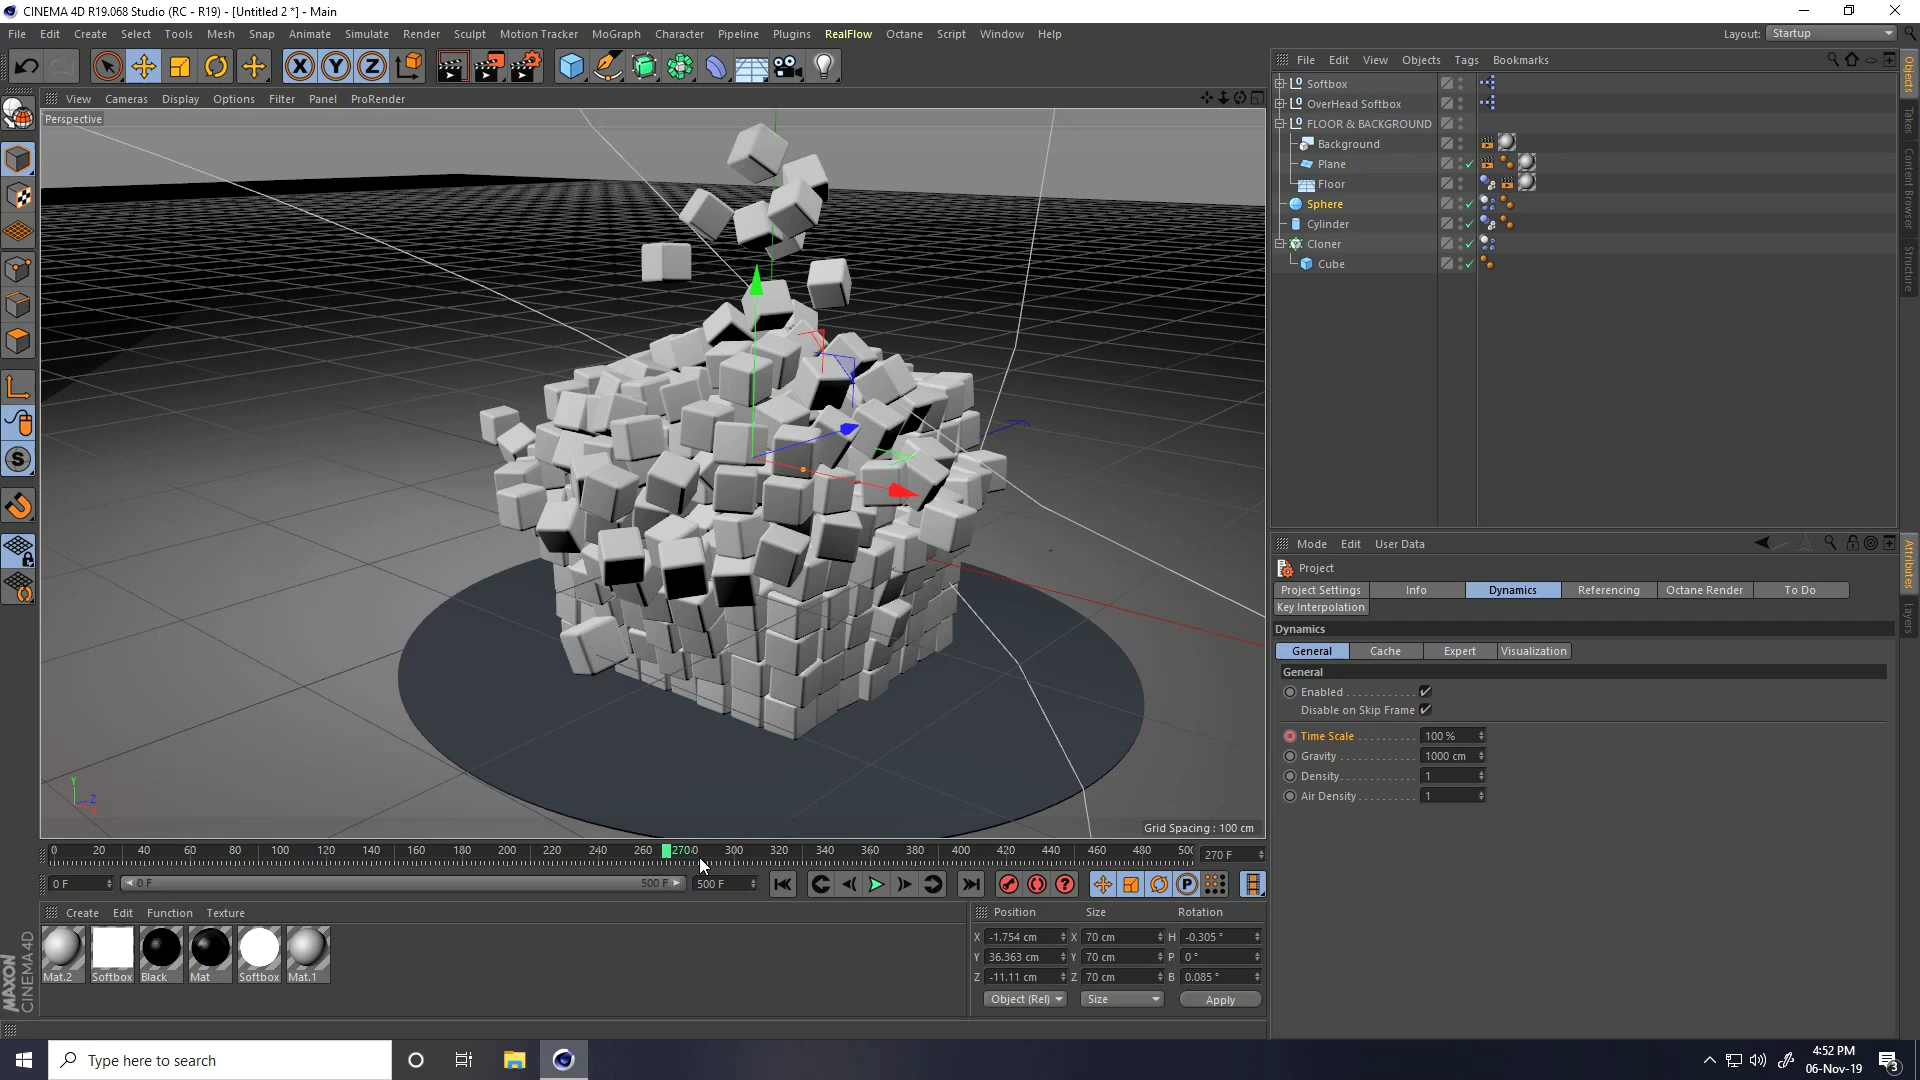 CINEMA 4D R19.068 Studio (RC - R19) - [Untitled 2 *] - Main
File Edit Create Select Tools Mesh Snap Animate Simulate Render Sculpt Motion Tracker MoGraph Character Pipeline Plugins RealFlow Octane Script Window Help
Layout: Startup
File Edit View Objects Tags Bookmarks
View Cameras Display Options Filter Panel ProRender
Perspective
Softbox
OverHead Softbox
FLOOR & BACKGROUND
Background
Plane
Floor
Sphere
Cylinder
Cloner
Cube
Objects
Takes
Content Browser
Structure
Mode Edit User Data
Project
Project Settings Info Dynamics Referencing Octane Render To Do
Key Interpolation
Dynamics
General Cache Expert Visualization
General
Enabled
Disable on Skip Frame
Time Scale 100 %
Gravity 1000 cm
Density 1
Air Density 1
Attributes
Layers
Y
Z
X
Grid Spacing : 100 cm
0 20 40 60 80 100 120 140 160 180 200 220 240 260 270 300 320 340 360 380 400 420 440 460 480 500
270 F
0 F 0 F 500 F 500 F
Create Edit Function Texture
Mat.2 Softbox Black Mat Softbox Mat.1
Position Size Rotation
X -1.754 cm X 70 cm H -0.305 °
Y 36.363 cm Y 70 cm P 0 °
Z -11.11 cm Z 70 cm B 0.085 °
Object (Rel) Size Apply
MAXON
CINEMA 4D
Type here to search
4:52 PM
06-Nov-19
3